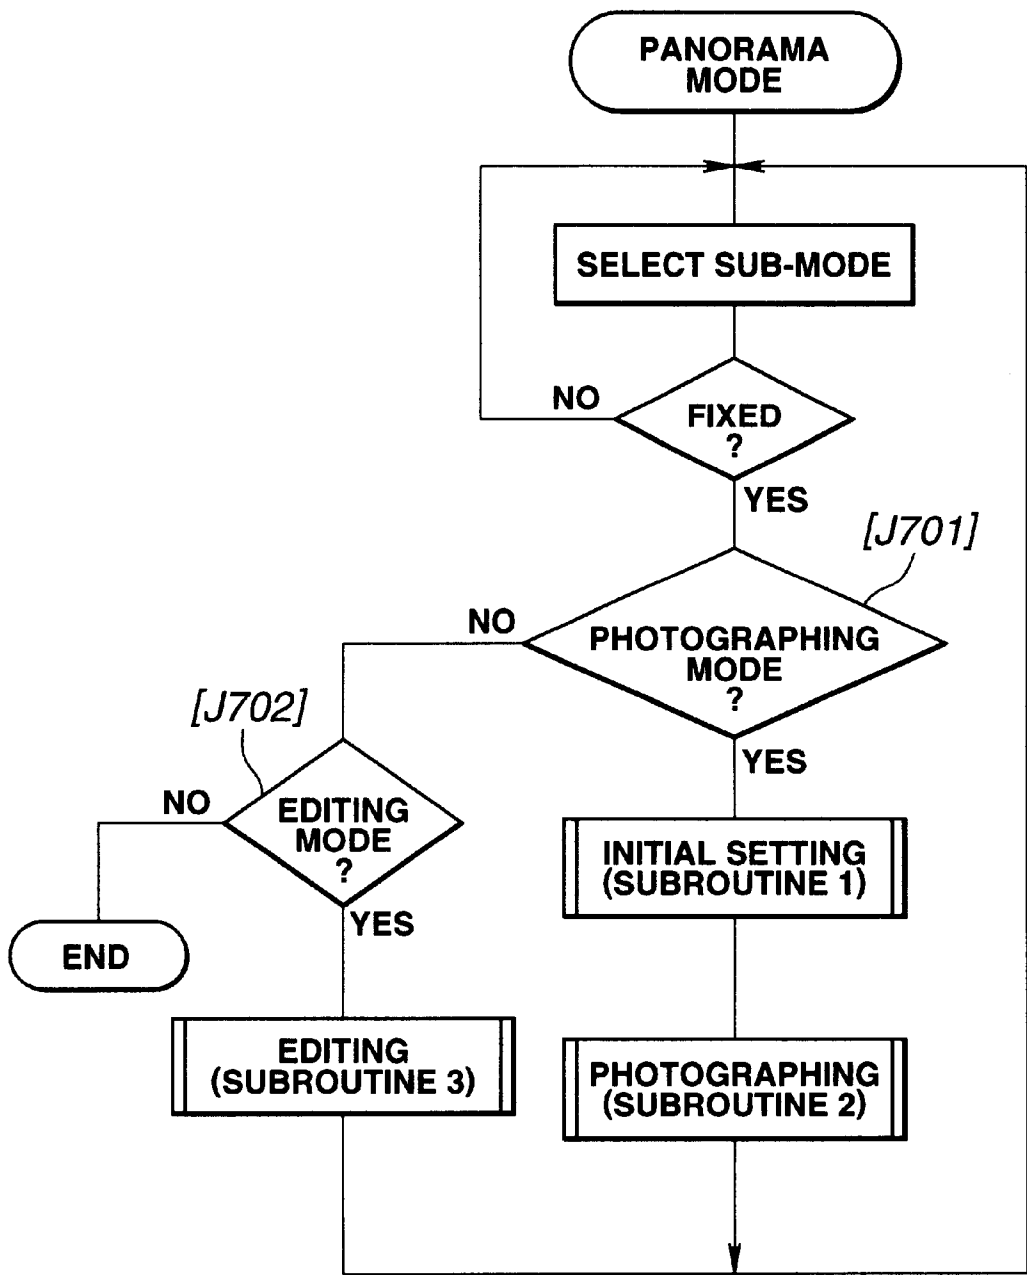 PANORAMA
MODE
SELECT SUB-MODE
NO
FIXED
?
YES
[J701]
NO
PHOTOGRAPHING
MODE
?
YES
[J702]
NO
EDITING
MODE
?
YES
END
INITIAL SETTING
(SUBROUTINE 1)
EDITING
(SUBROUTINE 3)
PHOTOGRAPHING
(SUBROUTINE 2)